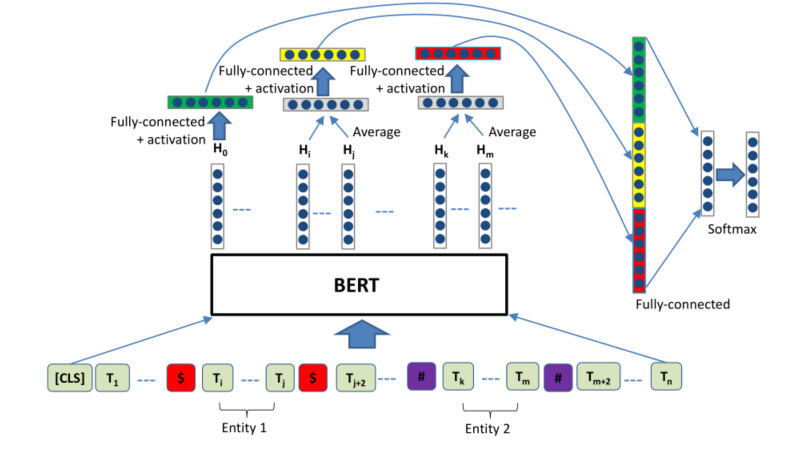 Fully-connected
+ activation
Fully-connected
+ activation
Fully-connected
+ activation
Average
Average
H0
Hi
Hj
Hk
Hm
BERT
Softmax
Fully-connected
[CLS]
T1
$
Ti
Tj
$
Tj+2
#
Tk
Tm
#
Tm+2
Tn
Entity 1
Entity 2